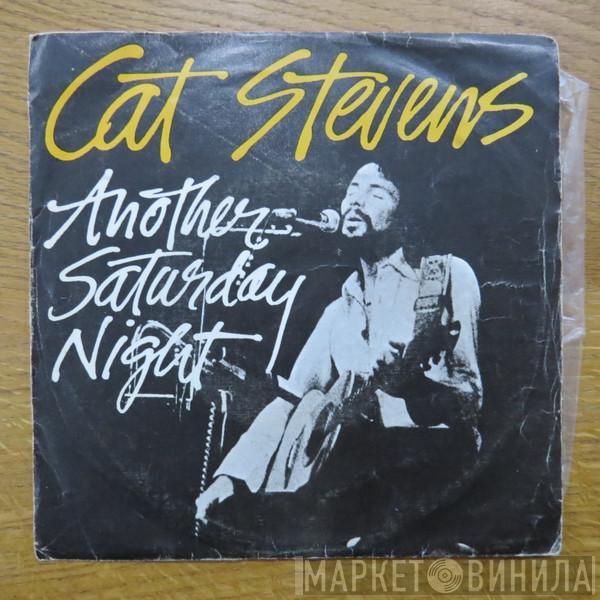 Cat Stevens
Another
Saturday
Night
МАРКЕТ ВИНИЛА